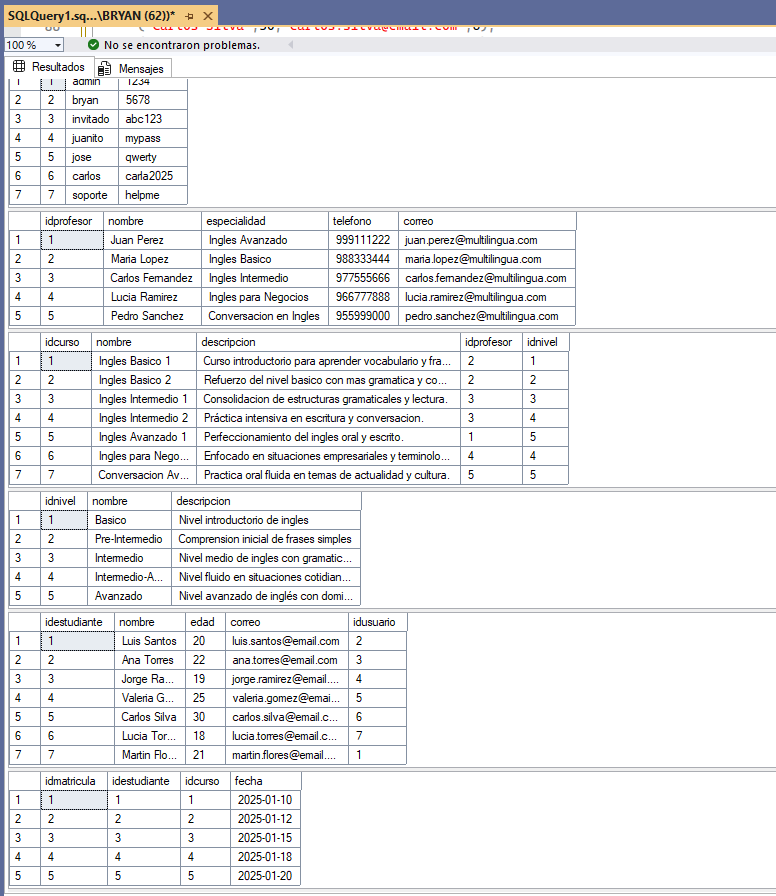 SQLQuery1.sq...\BRYAN (62))*
100 %
No se encontraron problemas.
Resultados Mensajes
1 1 admin 1234
2 2 bryan 5678
3 3 invitado abc123
4 4 juanito mypass
5 5 jose qwerty
6 6 carlos carla2025
7 7 soporte helpme
idprofesor nombre especialidad telefono correo
1 1 Juan Perez Ingles Avanzado 999111222 juan.perez@multilingua.com
2 2 Maria Lopez Ingles Basico 988333444 maria.lopez@multilingua.com
3 3 Carlos Fernandez Ingles Intermedio 977555666 carlos.fernandez@multilingua.com
4 4 Lucia Ramirez Ingles para Negocios 966777888 lucia.ramirez@multilingua.com
5 5 Pedro Sanchez Conversacion en Ingles 955999000 pedro.sanchez@multilingua.com
idcurso nombre descripcion idprofesor idnivel
1 1 Ingles Basico 1 Curso introductorio para aprender vocabulario y fra... 2 1
2 2 Ingles Basico 2 Refuerzo del nivel basico con mas gramatica y co... 2 2
3 3 Ingles Intermedio 1 Consolidacion de estructuras gramaticales y lectura. 3 3
4 4 Ingles Intermedio 2 Práctica intensiva en escritura y conversacion. 3 4
5 5 Ingles Avanzado 1 Perfeccionamiento del ingles oral y escrito. 1 5
6 6 Ingles para Nego... Enfocado en situaciones empresariales y terminolo... 4 4
7 7 Conversacion Av... Practica oral fluida en temas de actualidad y cultura. 5 5
idnivel nombre descripcion
1 1 Basico Nivel introductorio de ingles
2 2 Pre-Intermedio Comprension inicial de frases simples
3 3 Intermedio Nivel medio de ingles con gramatic...
4 4 Intermedio-A... Nivel fluido en situaciones cotidian...
5 5 Avanzado Nivel avanzado de inglés con domi...
idestudiante nombre edad correo idusuario
1 1 Luis Santos 20 luis.santos@email.com 2
2 2 Ana Torres 22 ana.torres@email.com 3
3 3 Jorge Ra... 19 jorge.ramirez@email.... 4
4 4 Valeria G... 25 valeria.gomez@emai... 5
5 5 Carlos Silva 30 carlos.silva@email.c... 6
6 6 Lucia Tor... 18 lucia.torres@email.c... 7
7 7 Martin Flo... 21 martin.flores@email.... 1
idmatricula idestudiante idcurso fecha
1 1 1 1 2025-01-10
2 2 2 2 2025-01-12
3 3 3 3 2025-01-15
4 4 4 4 2025-01-18
5 5 5 5 2025-01-20